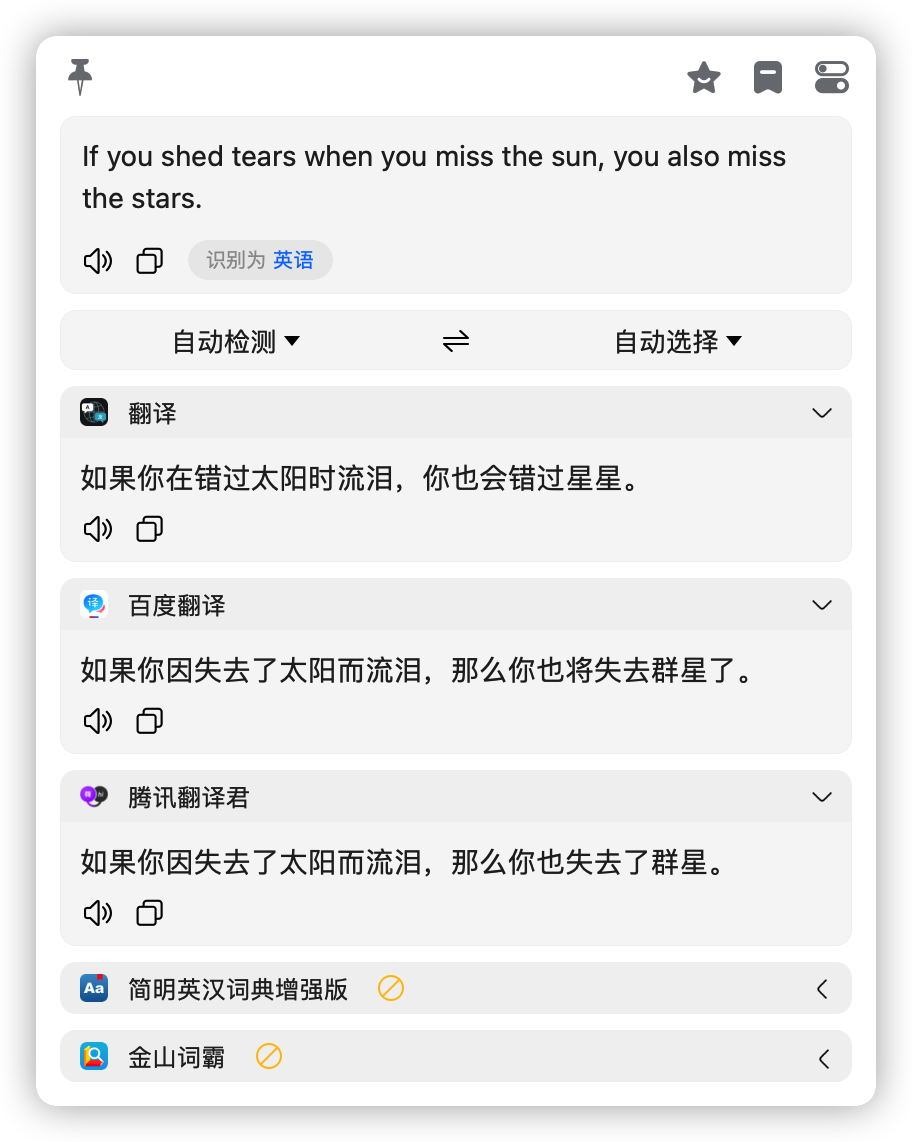 If you shed tears when you miss the sun, you also miss
the stars.
识别为 英语
自动检测
自动选择
翻译
如果你在错过太阳时流泪，你也会错过星星。
百度翻译
如果你因失去了太阳而流泪，那么你也将失去群星了。
腾讯翻译君
如果你因失去了太阳而流泪，那么你也失去了群星。
Aa
简明英汉词典增强版
金山词霸